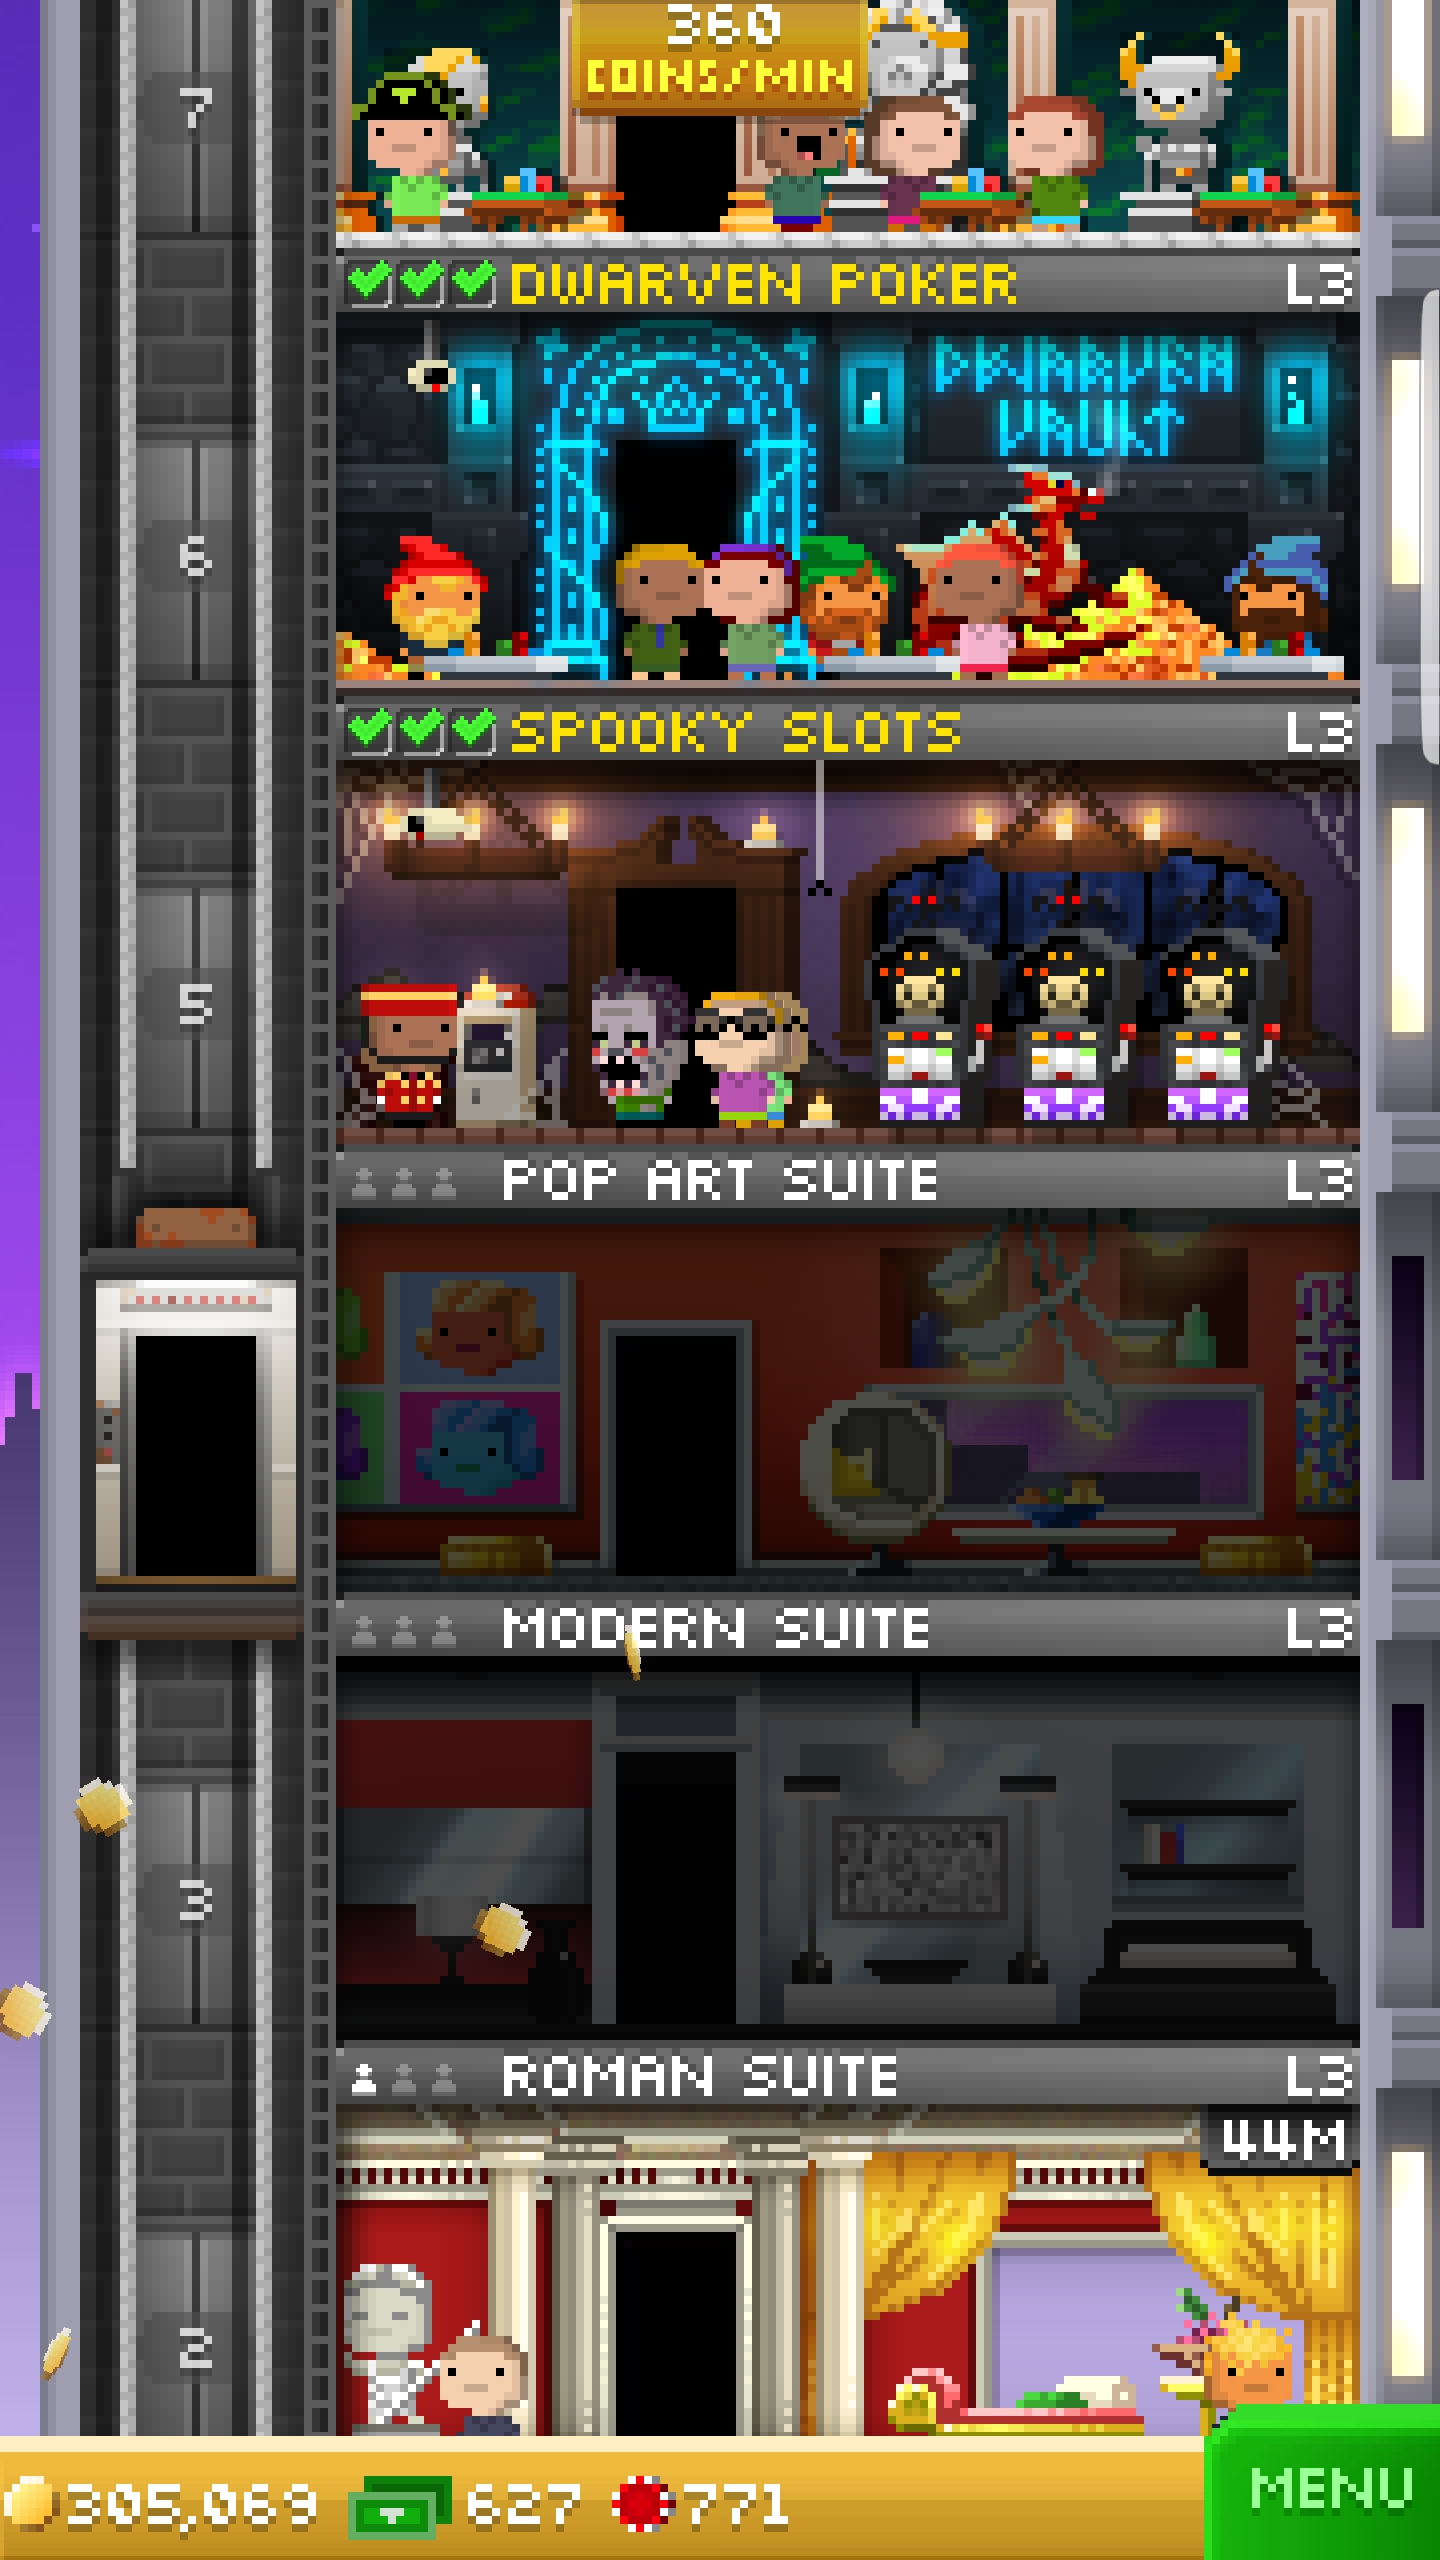 360
COINS/MIN
7
DWARVEN POKER L3
DWARVEN
VAULT
6
SPOOKY SLOTS L3
5
POP ART SUITE L3
MODERN SUITE L3
3
ROMAN SUITE L3
44M
2
305,069 627 771
MENU